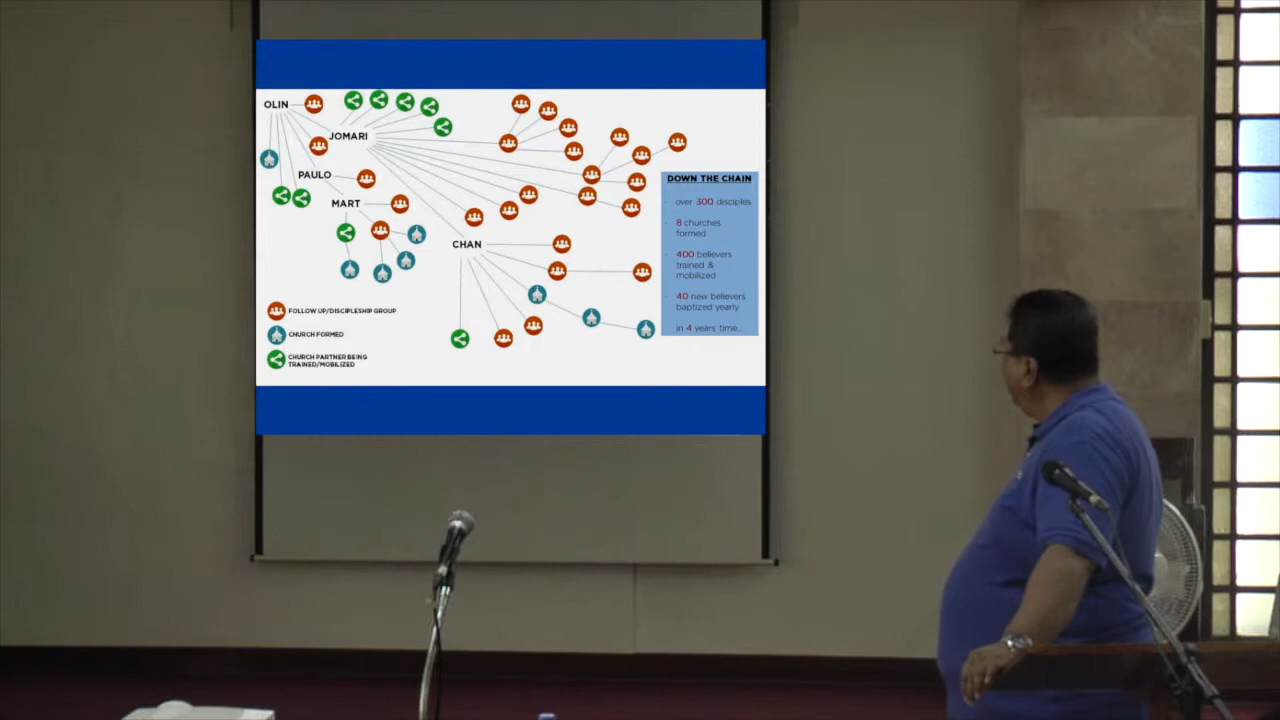 OLIN
JOMARI
PAULO
MART
CHAN
DOWN THE CHAIN
- over 300 disciples
- 8 churches
formed
- 400 believers
trained &
mobilized
- 40 new believers
baptized yearly
in 4 years time...
FOLLOW UP/DISCIPLESHIP GROUP
CHURCH FORMED
CHURCH PARTNER BEING
TRAINED/MOBILIZED